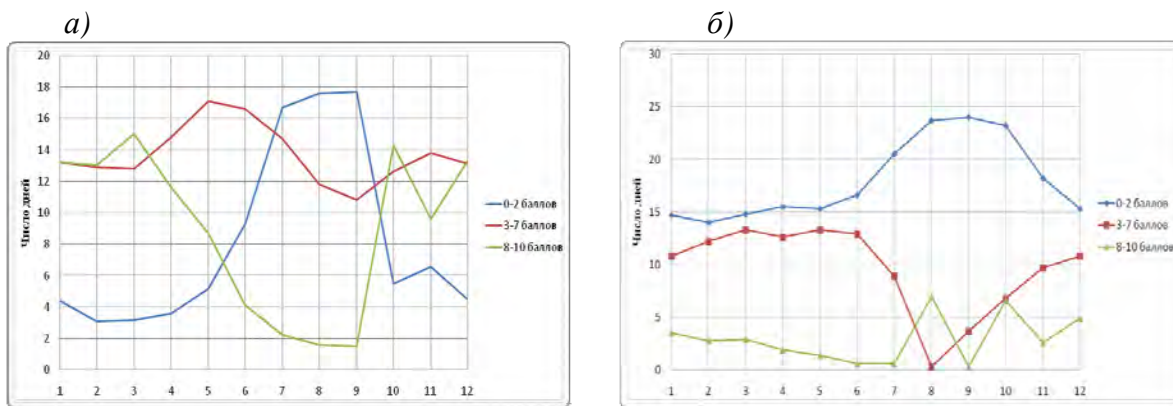 а)
20
18
16
14
12
10
8
6
4
2
0
Число дней
1 2 3 4 5 6 7 8 9 10 11 12
0-2 баллов
3-7 баллов
8-10 баллов
б)
30
25
20
15
10
5
0
Число дней
1 2 3 4 5 6 7 8 9 10 11 12
0-2 баллов
3-7 баллов
8-10 баллов